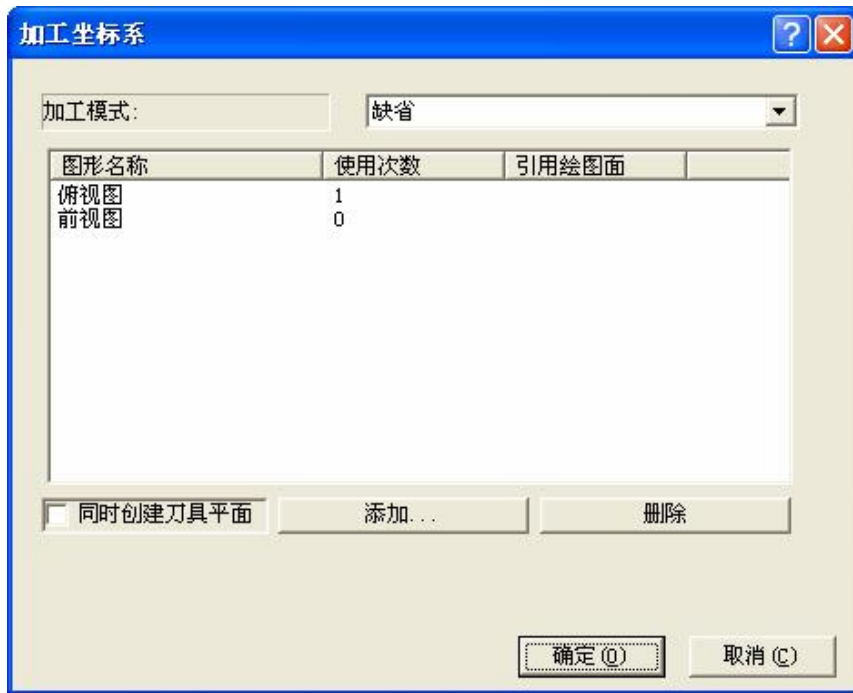 加工坐标系
加工模式: 缺省
图形名称 使用次数 引用绘图面
俯视图 1
前视图 0
同时创建刀具平面 添加... 删除
确定(O) 取消(C)